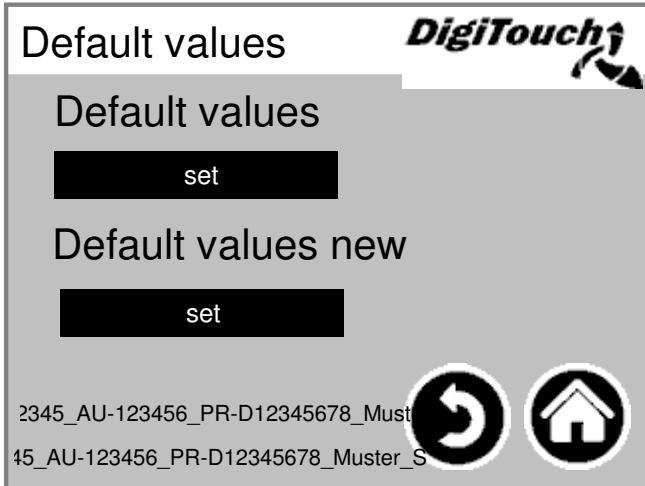 Default values
DigiTouch
Default values
set
Default values new
set
2345_AU-123456_PR-D12345678_Must
45_AU-123456_PR-D12345678_Muster_S